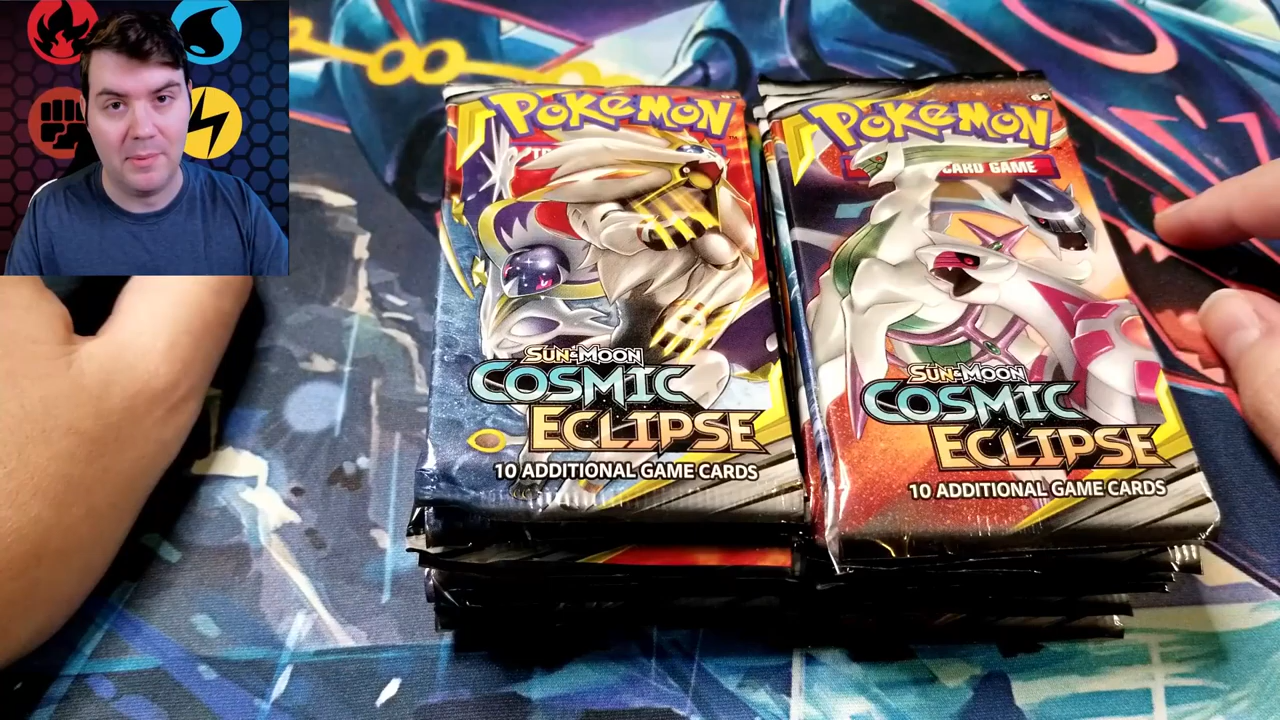 POKéMON
POKéMON
CARD GAME
SUN & MOON
COSMIC
ECLIPSE
10 ADDITIONAL GAME CARDS
SUN & MOON
COSMIC
ECLIPSE
10 ADDITIONAL GAME CARDS